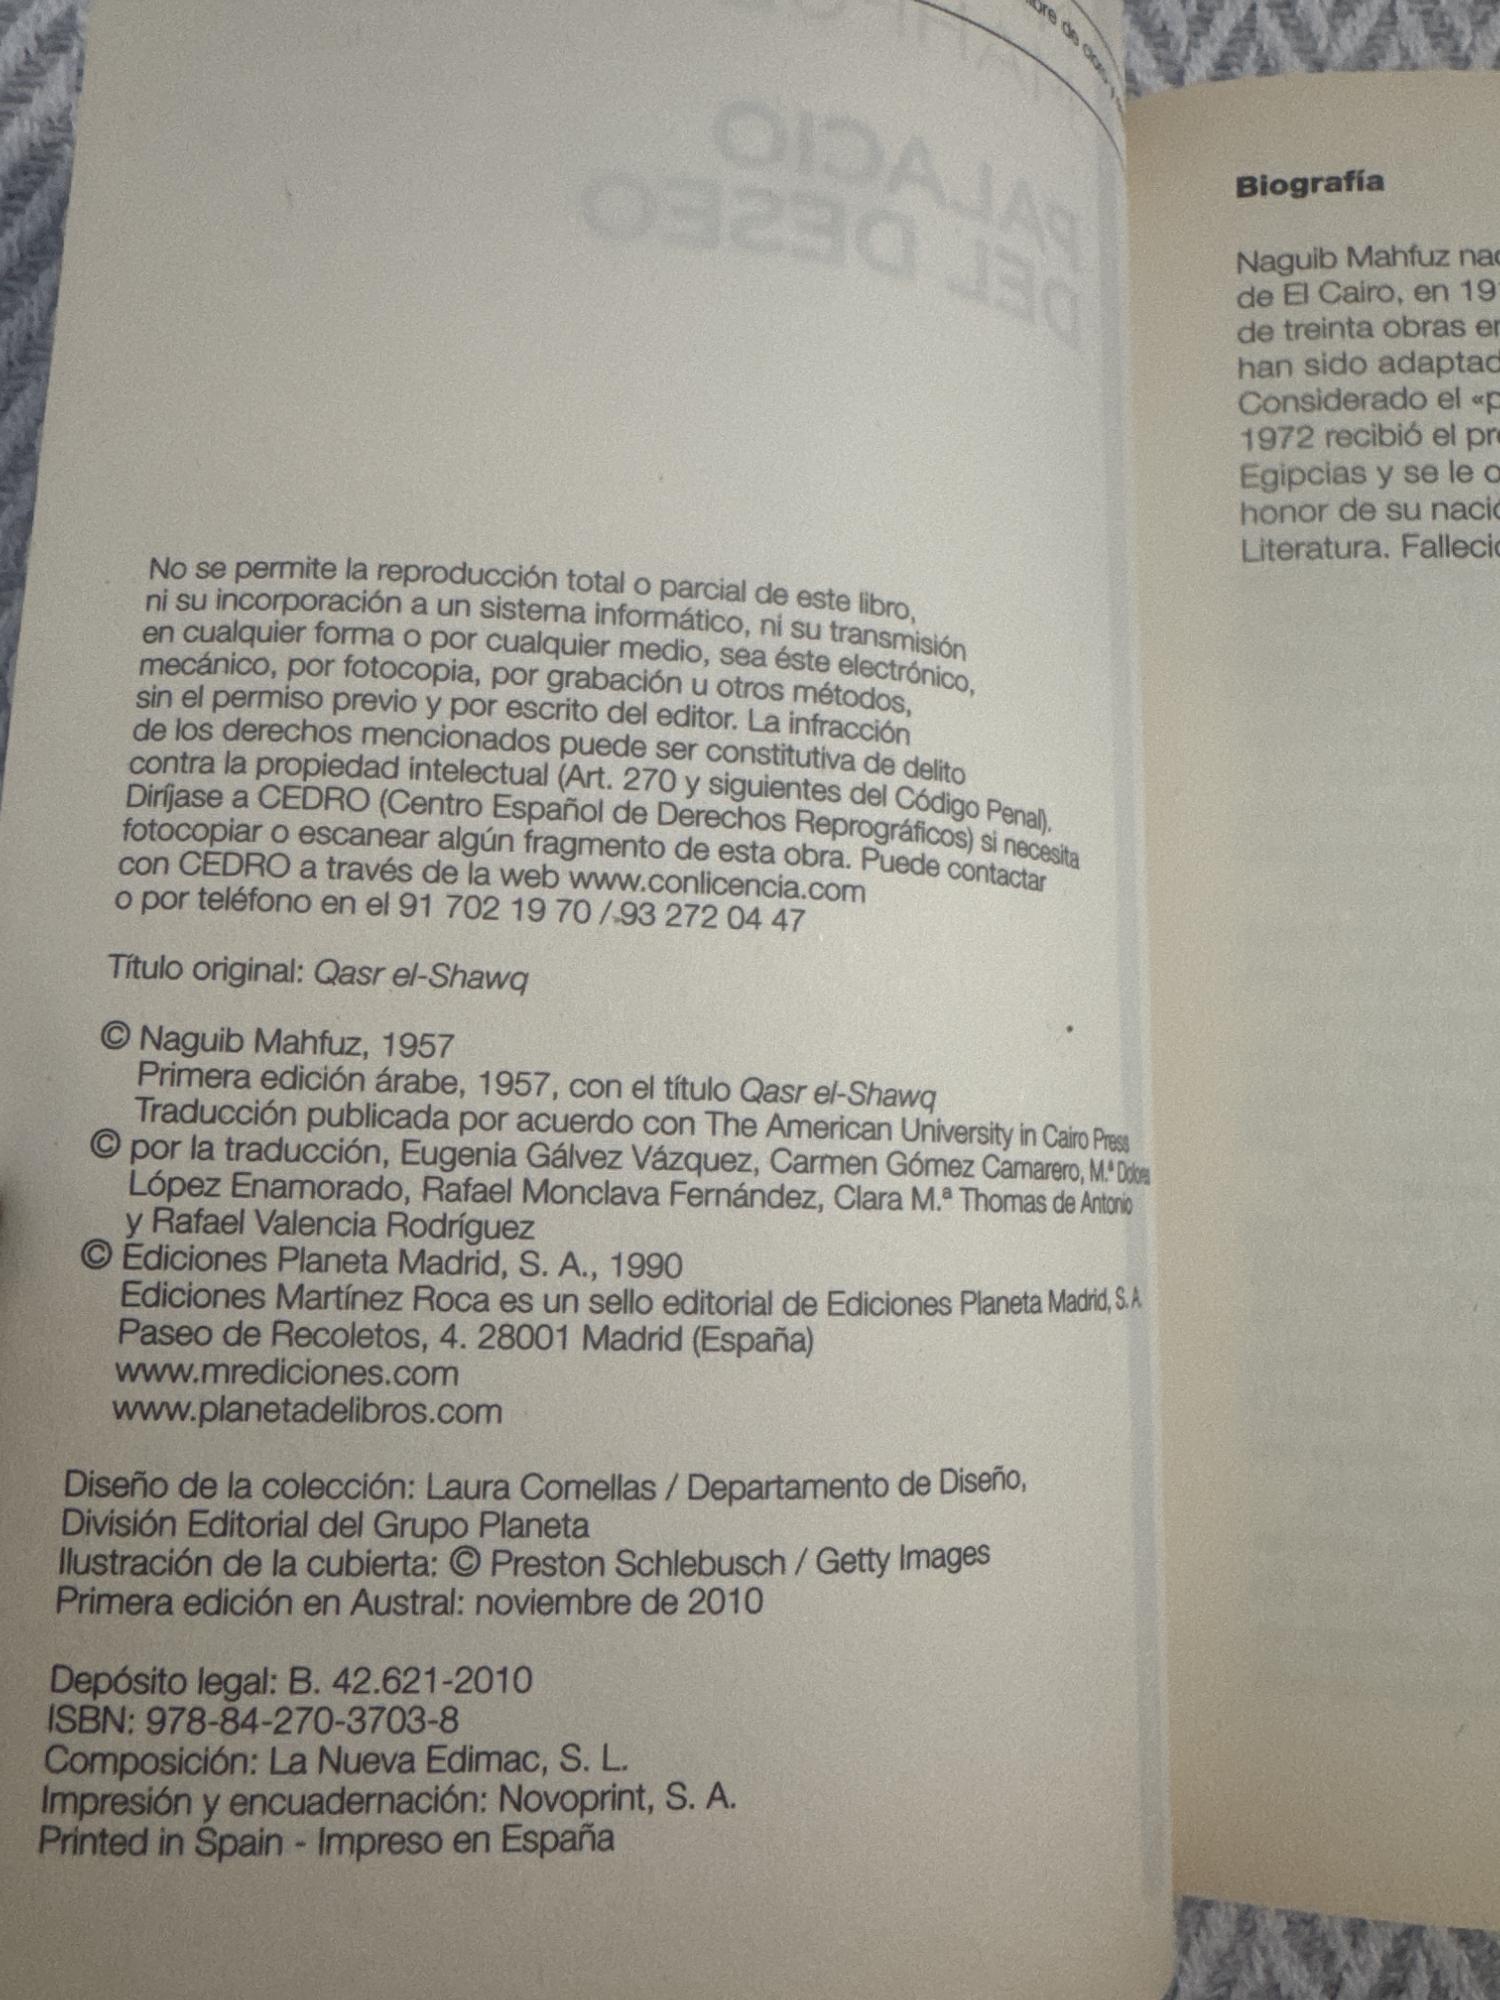 PALACIO
DEL DESEO
No se permite la reproducción total o parcial de este libro,
ni su incorporación a un sistema informático, ni su transmisión
en cualquier forma o por cualquier medio, sea éste electrónico,
mecánico, por fotocopia, por grabación u otros métodos,
sin el permiso previo y por escrito del editor. La infracción
de los derechos mencionados puede ser constitutiva de delito
contra la propiedad intelectual (Art. 270 y siguientes del Código Penal).
Diríjase a CEDRO (Centro Español de Derechos Reprográficos) si necesita
fotocopiar o escanear algún fragmento de esta obra. Puede contactar
con CEDRO a través de la web www.conlicencia.com
o por teléfono en el 91 702 19 70 / 93 272 04 47
Título original: Qasr el-Shawq
© Naguib Mahfuz, 1957
Primera edición árabe, 1957, con el título Qasr el-Shawq
Traducción publicada por acuerdo con The American University in Cairo Press
© por la traducción, Eugenia Gálvez Vázquez, Carmen Gómez Camarero, M.ª Dolores
López Enamorado, Rafael Monclava Fernández, Clara M.ª Thomas de Antonio
y Rafael Valencia Rodríguez
© Ediciones Planeta Madrid, S. A., 1990
Ediciones Martínez Roca es un sello editorial de Ediciones Planeta Madrid, S. A.
Paseo de Recoletos, 4. 28001 Madrid (España)
www.mrediciones.com
www.planetadelibros.com
Diseño de la colección: Laura Comellas / Departamento de Diseño,
División Editorial del Grupo Planeta
Ilustración de la cubierta: © Preston Schlebusch / Getty Images
Primera edición en Austral: noviembre de 2010
Depósito legal: B. 42.621-2010
ISBN: 978-84-270-3703-8
Composición: La Nueva Edimac, S. L.
Impresión y encuadernación: Novoprint, S. A.
Printed in Spain - Impreso en España
Biografía
Naguib Mahfuz
de El Cairo, en
de treinta obras
han sido
Considerado el
1972 recibió el
Egipcias y se le
honor de su
Literatura.